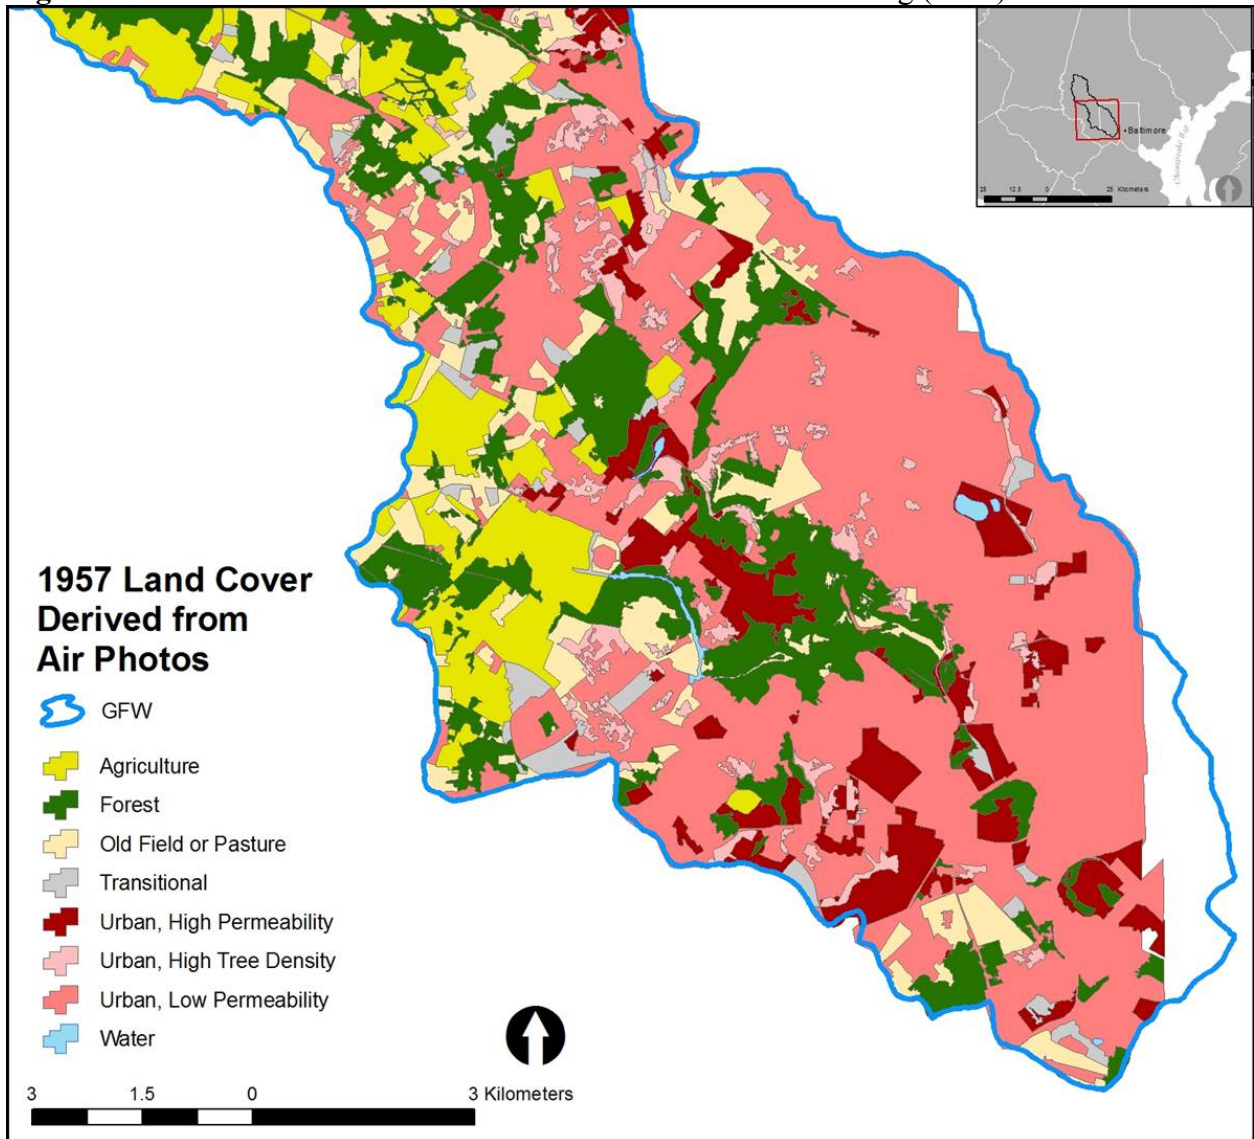 Baltimore
Chesapeake Bay
25 12.5 0 25 Kilometers
1957 Land Cover
Derived from
Air Photos
GFW
Agriculture
Forest
Old Field or Pasture
Transitional
Urban, High Permeability
Urban, High Tree Density
Urban, Low Permeability
Water
3 1.5 0 3 Kilometers